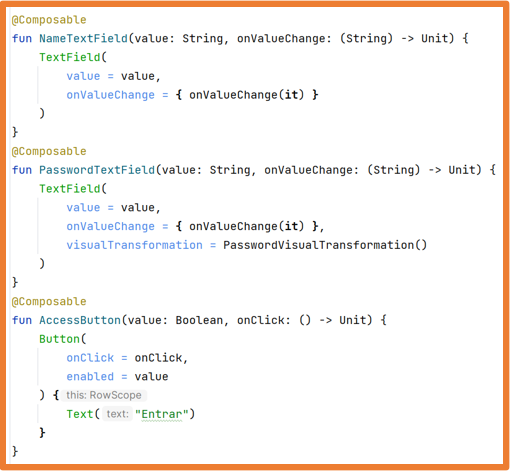 @Composable
fun NameTextField(value: String, onValueChange: (String) -> Unit) {
    TextField(
        value = value,
        onValueChange = { onValueChange(it) }
    )
}
@Composable
fun PasswordTextField(value: String, onValueChange: (String) -> Unit) {
    TextField(
        value = value,
        onValueChange = { onValueChange(it) },
        visualTransformation = PasswordVisualTransformation()
    )
}
@Composable
fun AccessButton(value: Boolean, onClick: () -> Unit) {
    Button(
        onClick = onClick,
        enabled = value
    ) { this: RowScope
        Text( text: "Entrar")
    }
}